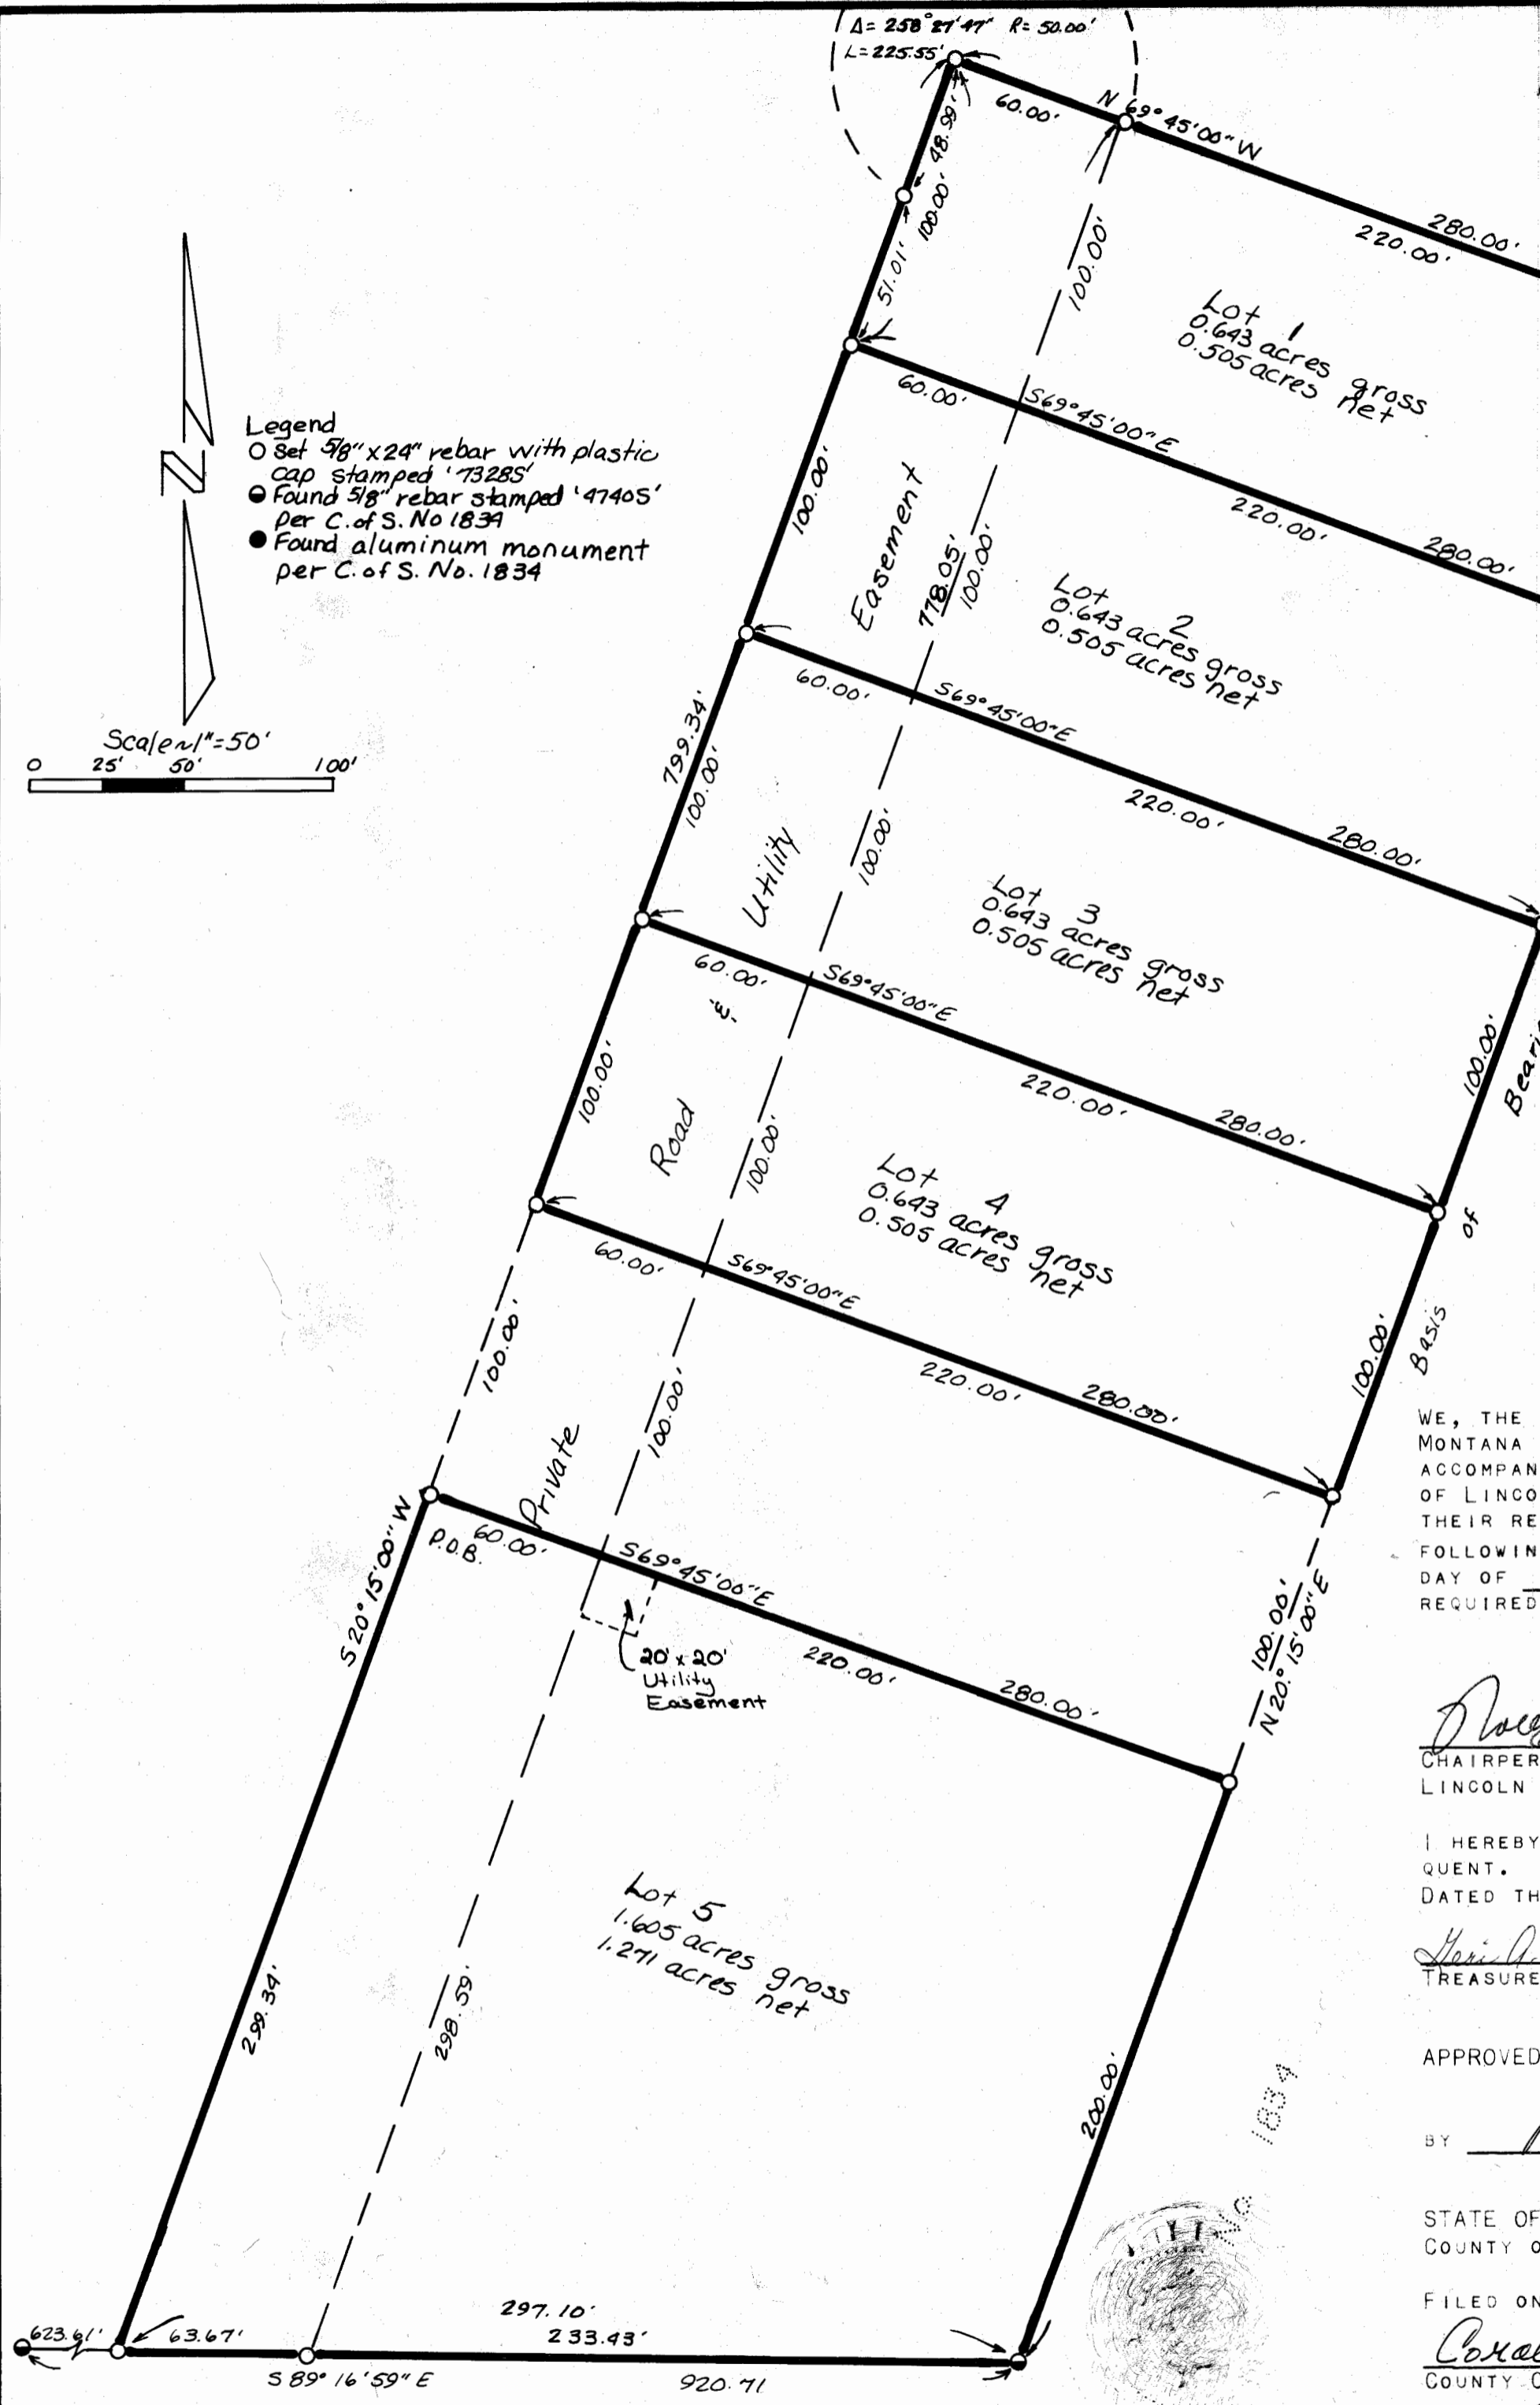 Δ= 258°27'47" R= 50.00'
L=225.55'
60.00'
N 69°45'00" W
48.99'
100.00'
51.01'
280.00'
220.00'
100.00'
Lot 1
0.643 acres gross
0.505 acres net
60.00'
S69°45'00"E
220.00'
280.00'
Legend
Set 5/8" x 24" rebar with plastic
cap stamped '7328S'
Found 5/8" rebar stamped '4740S'
per C. of S. No 1834
Found aluminum monument
per C. of S. No. 1834
N
Scale~1"=50'
0 25' 50' 100'
100.00'
Easement
778.05'
100.00'
Lot 2
0.643 acres gross
0.505 acres net
60.00'
S69°45'00"E
220.00'
280.00'
799.34'
100.00'
Utility
100.00'
Lot 3
0.643 acres gross
0.505 acres net
60.00'
S69°45'00"E
220.00'
280.00'
&
100.00'
Road
100.00'
Lot 4
0.643 acres gross
0.505 acres net
100.00'
Beari
of
Basis
100.00'
60.00'
S69°45'00"E
220.00'
280.00'
100.00'
Private
100.00'
P.O.B.
60.00'
S69°45'00"E
220.00'
280.00'
20' x 20'
Utility
Easement
100.00'
N 20° 15' 00" E
S 20° 15' 00" W
299.34'
298.59'
Lot 5
1.605 acres gross
1.271 acres net
200.00'
No 1834
623.61'
63.67'
297.10'
233.43'
S 89° 16' 59" E
920.71
WE, THE
MONTANA
ACCOMPAN
OF LINCO
THEIR RE
FOLLOWIN
DAY OF
REQUIRED
CHAIRPER
LINCOLN
I HEREBY
QUENT.
DATED TH
TREASURE
APPROVED
BY
STATE OF
COUNTY O
FILED ON
COUNTY C